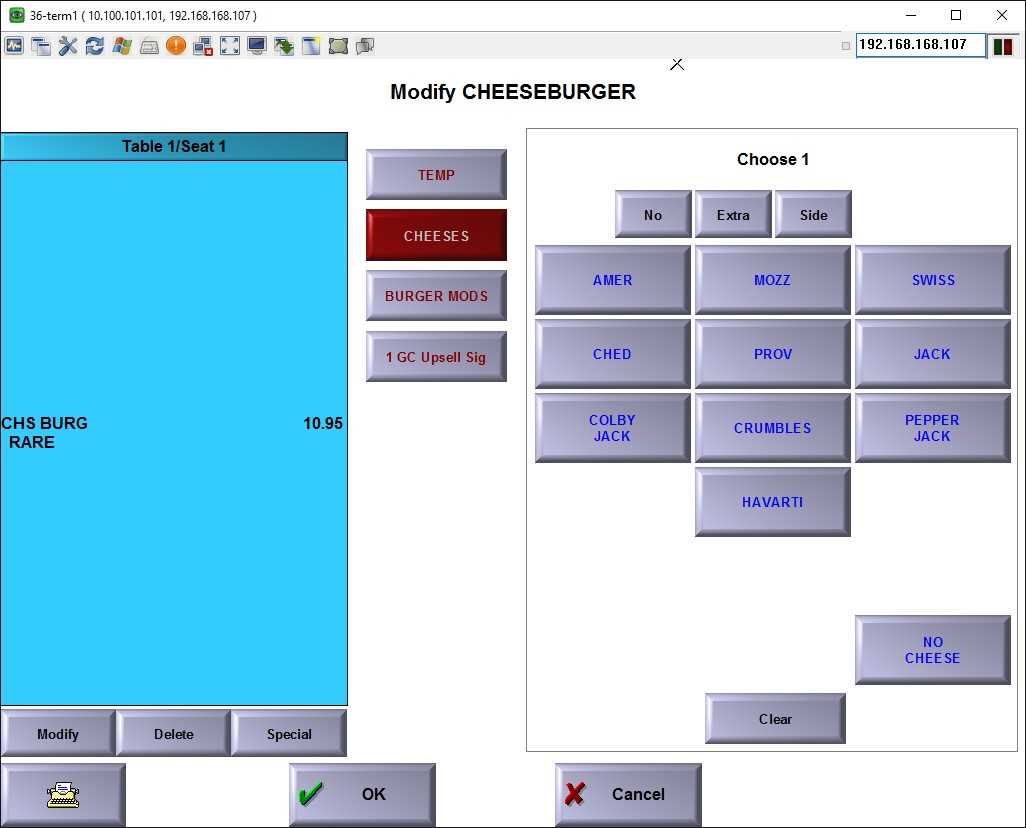 36-term1 ( 10.100.101.101, 192.168.168.107 )
192.168.168.107
Modify CHEESEBURGER
Table 1/Seat 1
CHS BURG 10.95
RARE
TEMP
CHEESES
BURGER MODS
1 GC Upsell Sig
Choose 1
No Extra Side
AMER MOZZ SWISS
CHED PROV JACK
COLBY
JACK
CRUMBLES
PEPPER
JACK
HAVARTI
NO
CHEESE
Clear
Modify Delete Special
OK Cancel